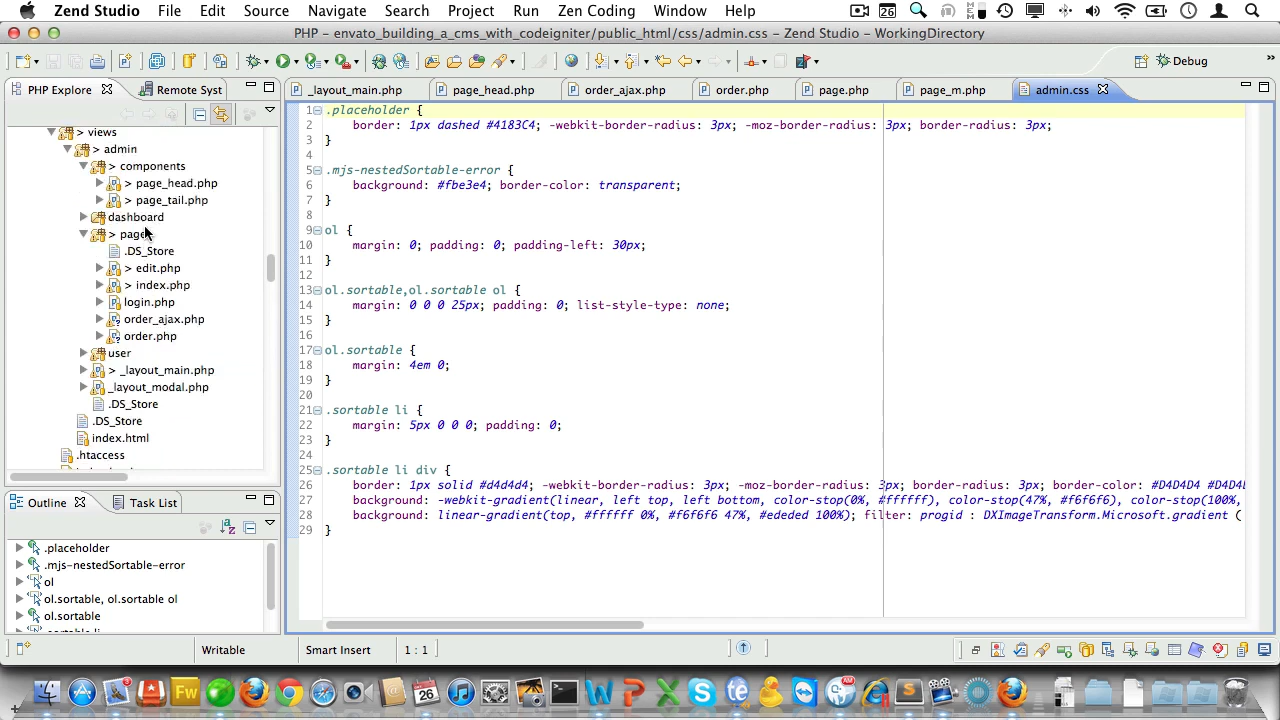 Zend Studio File Edit Source Navigate Search Project Run Zen Coding Window Help
PHP – envato_building_a_cms_with_codeigniter/public_html/css/admin.css – Zend Studio – WorkingDirectory
Debug
PHP Explore Remote Syst
_layout_main.php page_head.php order_ajax.php order.php page.php page_m.php admin.css
> views
> admin
> components
> page_head.php
> page_tail.php
dashboard
> page
.DS_Store
> edit.php
> index.php
login.php
order_ajax.php
order.php
user
> _layout_main.php
_layout_modal.php
.DS_Store
.DS_Store
index.html
.htaccess
Outline Task List
.placeholder
.mjs-nestedSortable-error
ol
ol.sortable, ol.sortable ol
ol.sortable
1 .placeholder {
2 border: 1px dashed #4183C4; -webkit-border-radius: 3px; -moz-border-radius: 3px; border-radius: 3px;
3 }
4
5 .mjs-nestedSortable-error {
6 background: #fbe3e4; border-color: transparent;
7 }
8
9 ol {
10 margin: 0; padding: 0; padding-left: 30px;
11 }
12
13 ol.sortable,ol.sortable ol {
14 margin: 0 0 0 25px; padding: 0; list-style-type: none;
15 }
16
17 ol.sortable {
18 margin: 4em 0;
19 }
20
21 .sortable li {
22 margin: 5px 0 0 0; padding: 0;
23 }
24
25 .sortable li div {
26 border: 1px solid #d4d4d4; -webkit-border-radius: 3px; -moz-border-radius: 3px; border-radius: 3px; border-color: #D4D4D4 #D4D4
27 background: -webkit-gradient(linear, left top, left bottom, color-stop(0%, #ffffff), color-stop(47%, #f6f6f6), color-stop(100%,
28 background: linear-gradient(top, #ffffff 0%, #f6f6f6 47%, #ededed 100%); filter: progid : DXImageTransform.Microsoft.gradient (
29 }
Writable Smart Insert 1 : 1